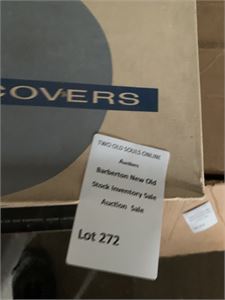 COVERS
TWO OLD SOULS ONLINE
Auctions
Barberton New Old
Stock Inventory Sale
Auction Sale
Lot 272